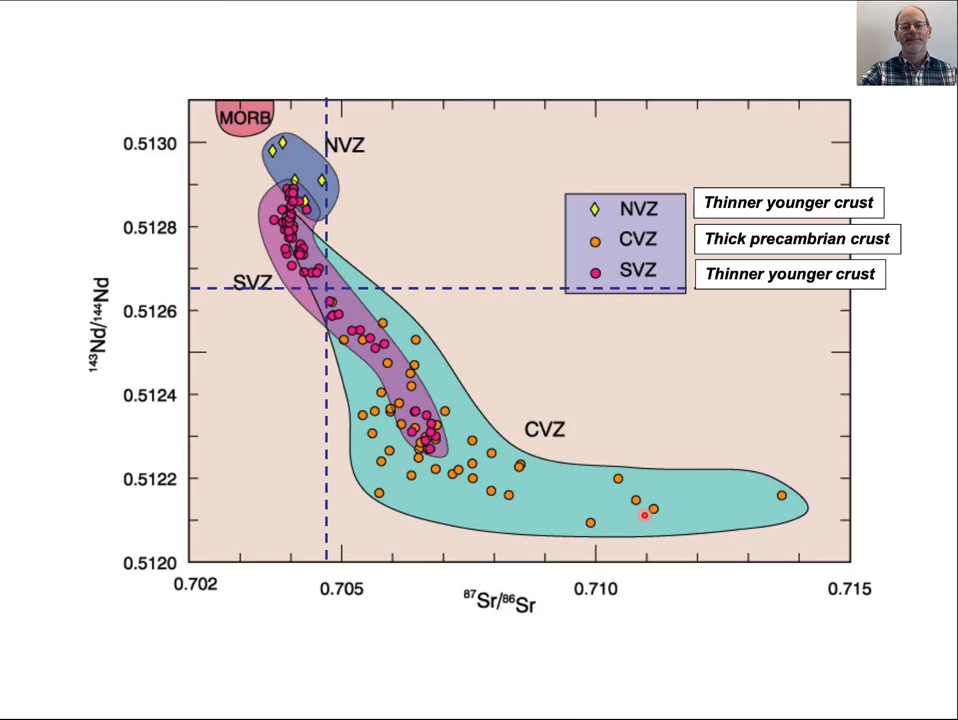 MORB
NVZ
SVZ
CVZ
NVZ
CVZ
SVZ
Thinner younger crust
Thick precambrian crust
Thinner younger crust
0.5130
0.5128
0.5126
0.5124
0.5122
0.5120
¹⁴³Nd/¹⁴⁴Nd
0.702
0.705
0.710
0.715
⁸⁷Sr/⁸⁶Sr